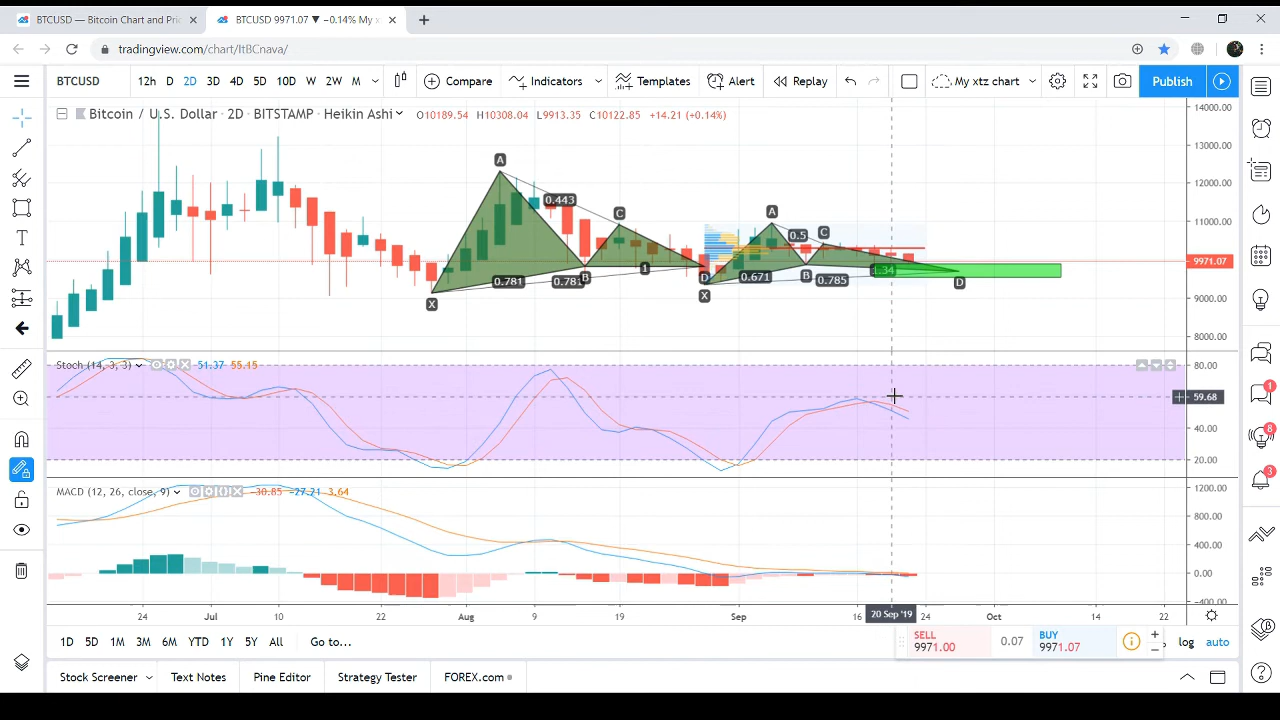 BTCUSD — Bitcoin Chart and Pri
BTCUSD 9971.07 ▼ −0.14% My x
tradingview.com/chart/ItBCnava/
BTCUSD 12h D 2D 3D 4D 5D 10D W 2W M Compare Indicators Templates Alert Replay My xtz chart Publish
Bitcoin / U.S. Dollar · 2D · BITSTAMP · Heikin Ashi O10189.54 H10308.04 L9913.35 C10122.85 +14.21 (+0.14%)
14000.00
13000.00
12000.00
11000.00
9971.07
9000.00
8000.00
A
0.443
C
A
0.5
C
1
D
0.781
0.781
B
X
X
0.671
B
0.785
1.34
D
Stoch (14, 3, 3) 51.37 55.15
80.00
59.68
40.00
20.00
MACD (12, 26, close, 9) −30.85 −27.21 3.64
1200.00
800.00
400.00
0.00
−400.00
24 Jul 10 22 Aug 9 19 Sep 16 20 Sep '19 24 Oct 14 22
1D 5D 1M 3M 6M YTD 1Y 5Y All Go to...
SELL
9971.00
0.07
BUY
9971.07
log auto
Stock Screener Text Notes Pine Editor Strategy Tester FOREX.com
1
8
3